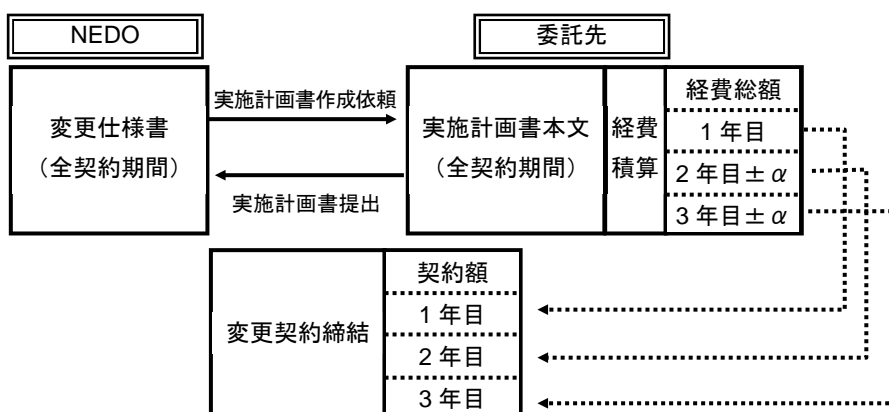 NEDO
委託先
変更仕様書
（全契約期間）
実施計画書作成依頼
実施計画書提出
実施計画書本文
（全契約期間）
経費
積算
経費総額
1 年目
2 年目± α
3 年目± α
変更契約締結
契約額
1 年目
2 年目
3 年目